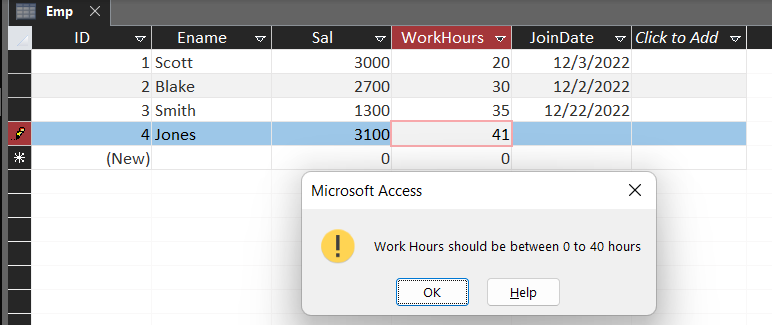 Emp
ID Ename Sal WorkHours JoinDate Click to Add
1 Scott 3000 20 12/3/2022
2 Blake 2700 30 12/2/2022
3 Smith 1300 35 12/22/2022
4 Jones 3100 41
(New) 0 0
Microsoft Access
Work Hours should be between 0 to 40 hours
OK Help